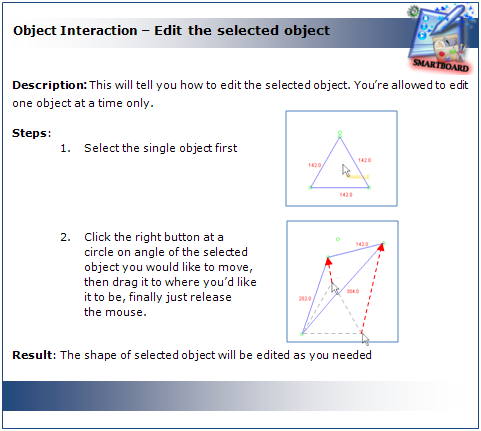 Object Interaction – Edit the selected object
SMARTBOARD
Description: This will tell you how to edit the selected object. You're allowed to edit
one object at a time only.
Steps:
1. Select the single object first
142.0
142.0
142.0
2. Click the right button at a
circle on angle of the selected
object you would like to move,
then drag it to where you'd like
it to be, finally just release
the mouse.
142.0
304.0
Result: The shape of selected object will be edited as you needed